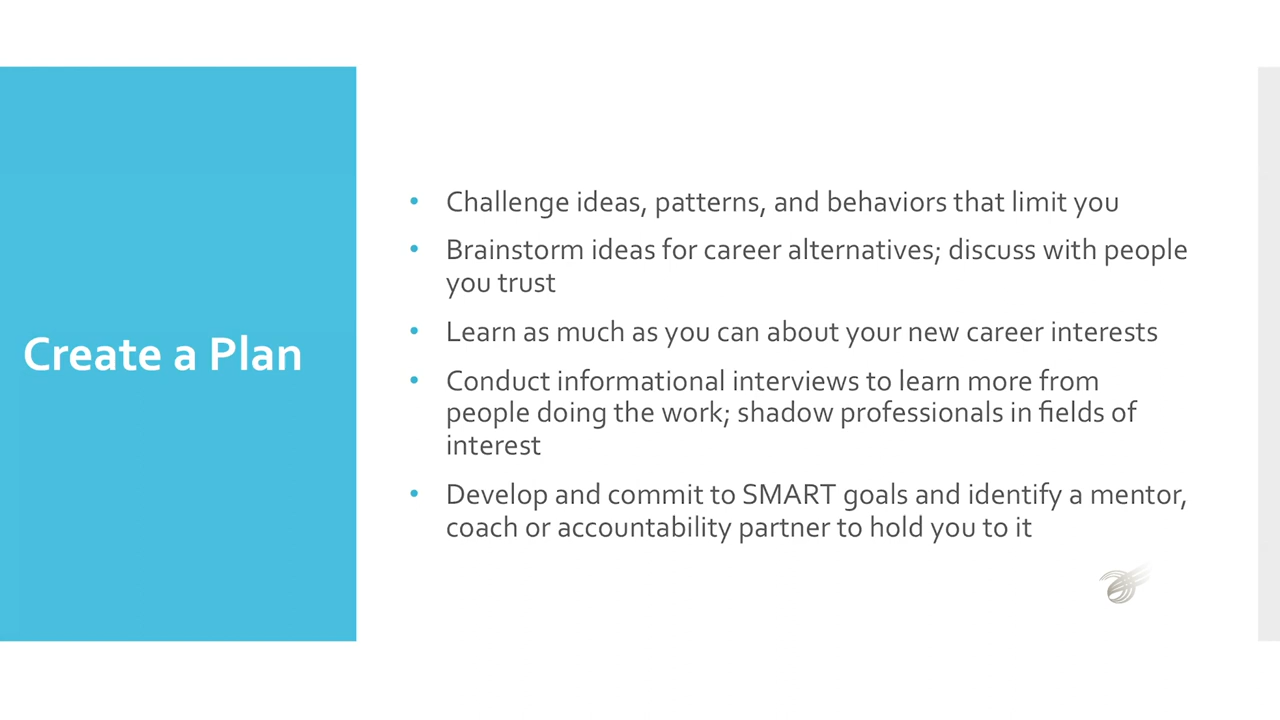 Create a Plan
• Challenge ideas, patterns, and behaviors that limit you
• Brainstorm ideas for career alternatives; discuss with people
you trust
• Learn as much as you can about your new career interests
• Conduct informational interviews to learn more from
people doing the work; shadow professionals in fields of
interest
• Develop and commit to SMART goals and identify a mentor,
coach or accountability partner to hold you to it